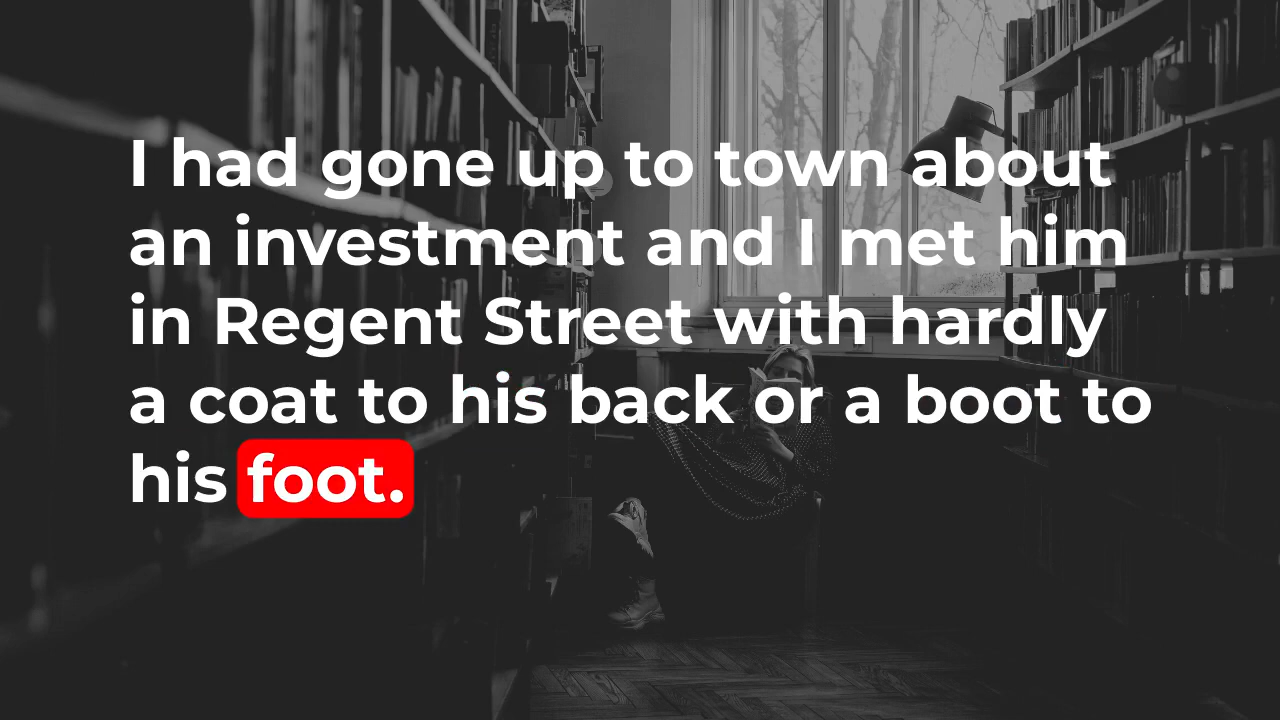 I had gone up to town about
an investment and I met him
in Regent Street with hardly
a coat to his back or a boot to
his foot.